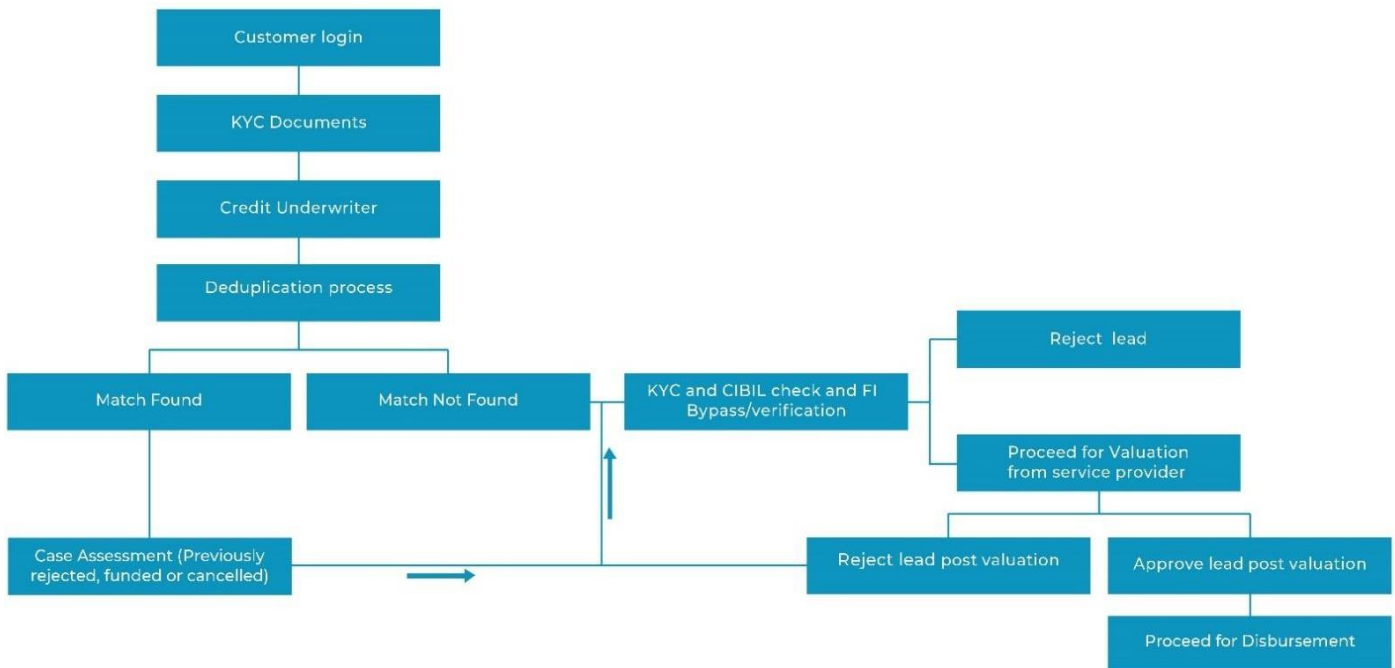 Customer login
KYC Documents
Credit Underwriter
Deduplication process
Match Found
Match Not Found
KYC and CIBIL check and FI
Bypass/verification
Reject lead
Proceed for Valuation
from service provider
Case Assessment (Previously
rejected, funded or cancelled)
Reject lead post valuation
Approve lead post valuation
Proceed for Disbursement